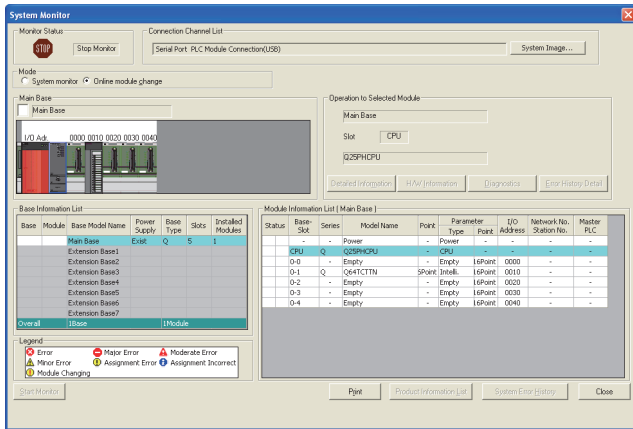 System Monitor
Monitor Status
STOP
Stop Monitor
Connection Channel List
Serial Port PLC Module Connection(USB)
System Image...
Mode
System monitor Online module change
Main Base
Main Base
I/O Adr. 0000 0010 0020 0030 0040
Operation to Selected Module
Main Base
Slot CPU
Q25PHCPU
Detailed Information H/W Information Diagnostics Error History Detail
Base Information List
Base Module Base Model Name Power Supply Base Type Slots Installed Modules
Main Base Exist Q 5 1
Extension Base1
Extension Base2
Extension Base3
Extension Base4
Extension Base5
Extension Base6
Extension Base7
Overall 1Base 1Module
Module Information List [ Main Base ]
Status Base-Slot Series Model Name Point Parameter Type Point I/O Address Network No. Station No. Master PLC
- - Power - Power - - - -
CPU Q Q25PHCPU - CPU - - - -
0-0 - Empty - Empty 16Point 0000 - -
0-1 Q Q64TCTTN 5Point Intelli. 16Point 0010 - -
0-2 - Empty - Empty 16Point 0020 - -
0-3 - Empty - Empty 16Point 0030 - -
0-4 - Empty - Empty 16Point 0040 - -
Legend
Error Major Error Moderate Error
Minor Error Assignment Error Assignment Incorrect
Module Changing
Start Monitor
Print
Product Information List
System Error History
Close